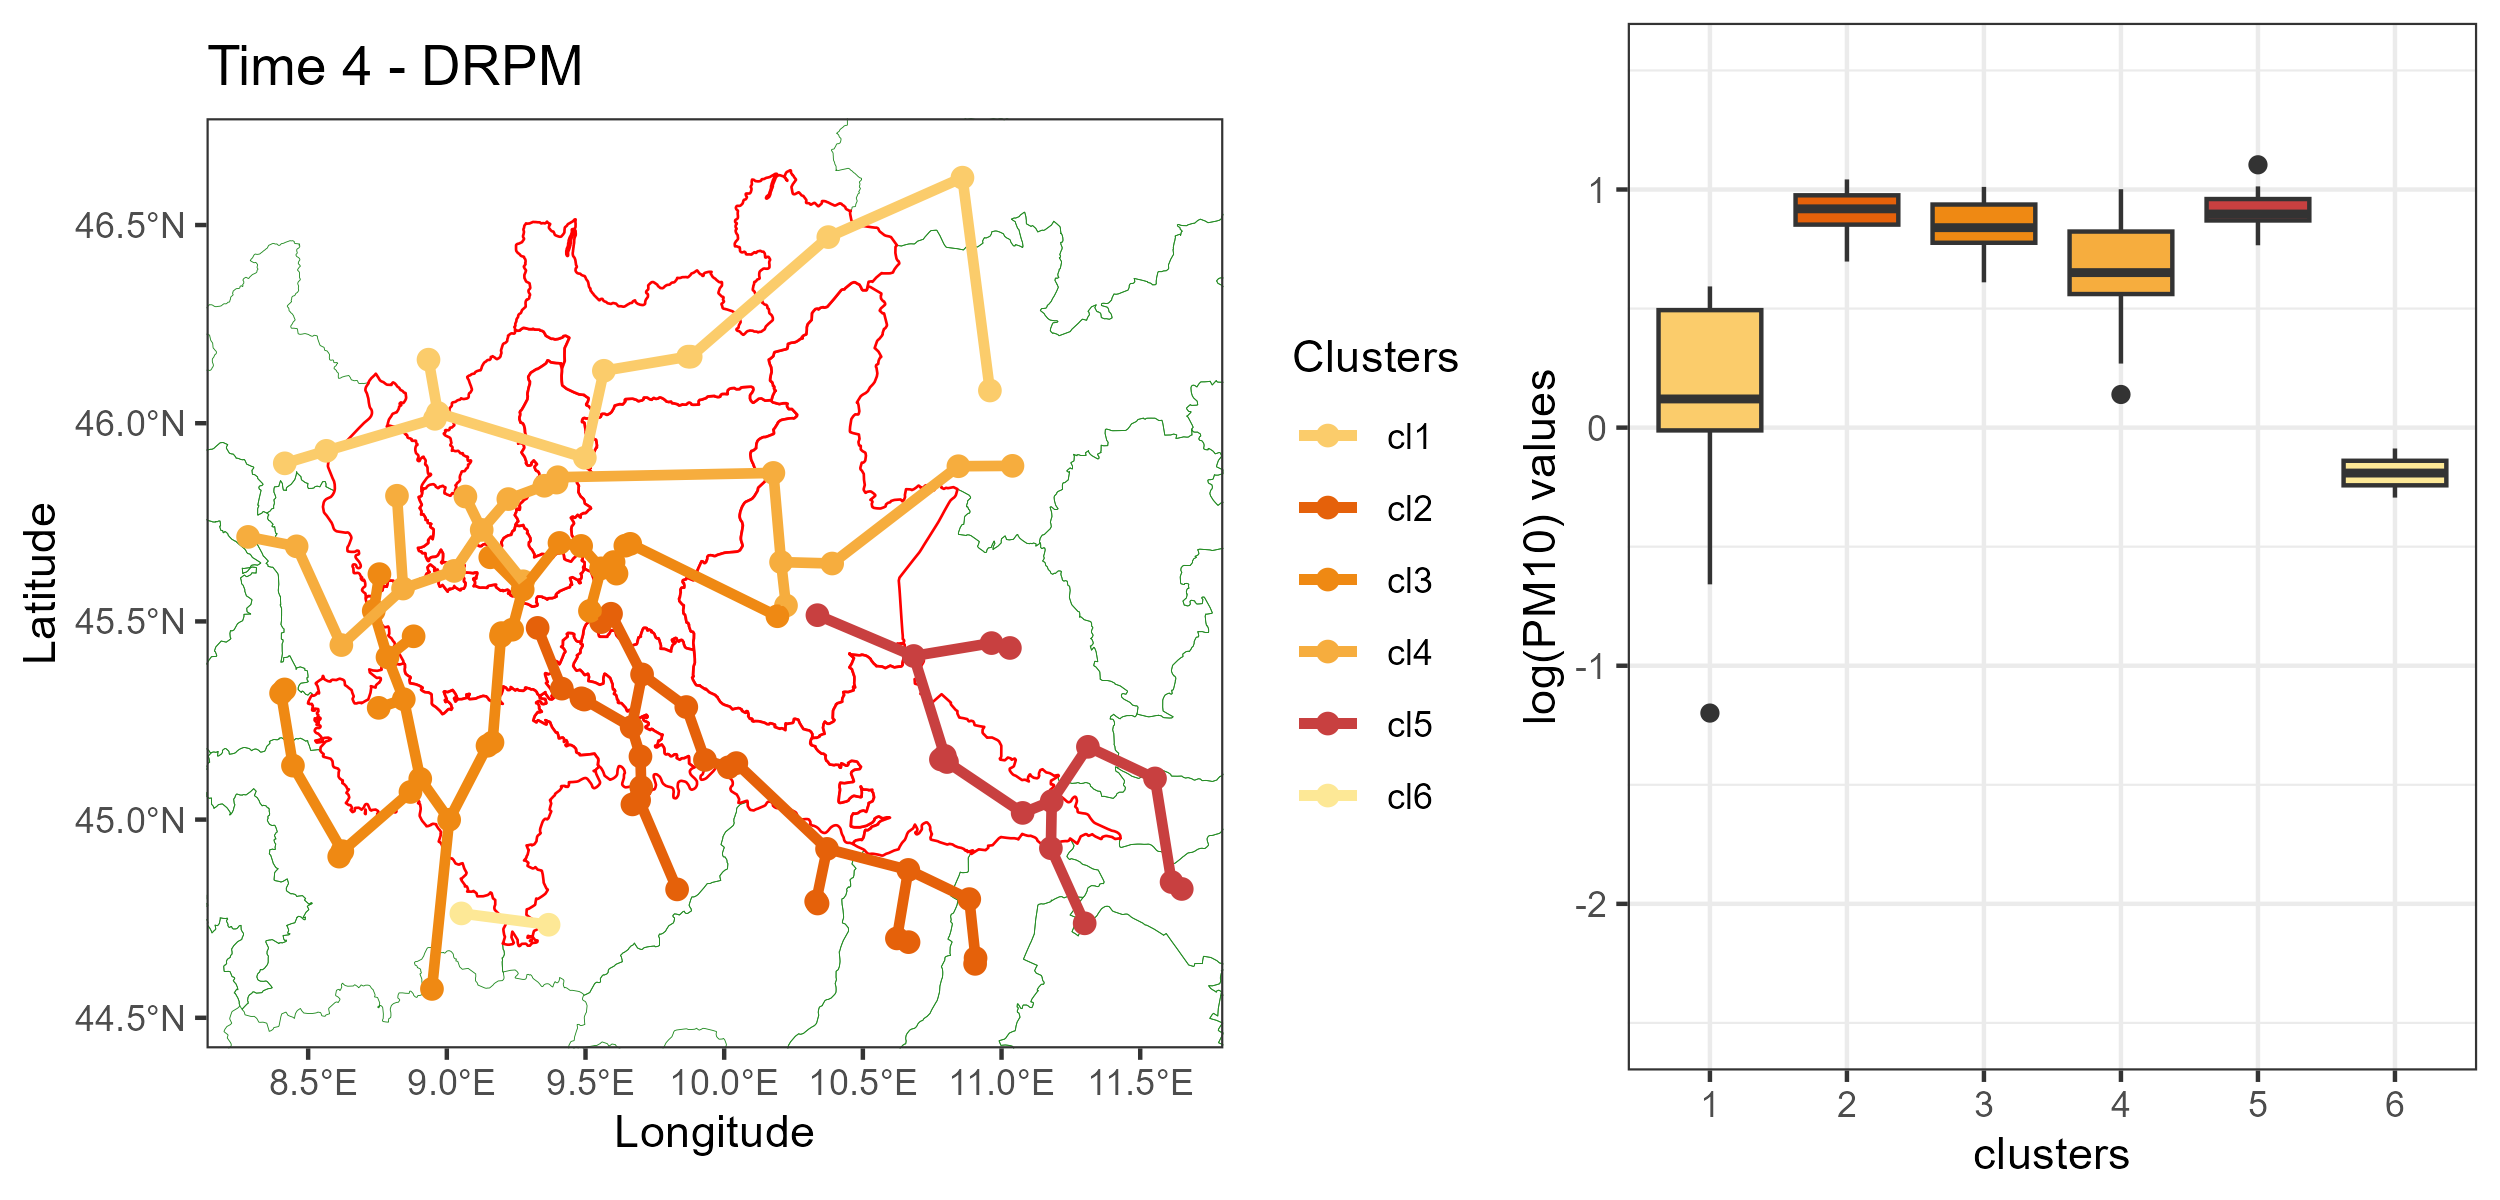 Time 4 - DRPM
46.5°N
46.0°N
45.5°N
45.0°N
44.5°N
Latitude
8.5°E 9.0°E 9.5°E 10.0°E 10.5°E 11.0°E 11.5°E
Longitude
Clusters
cl1
cl2
cl3
cl4
cl5
cl6
1
0
-1
-2
log(PM10) values
1 2 3 4 5 6
clusters